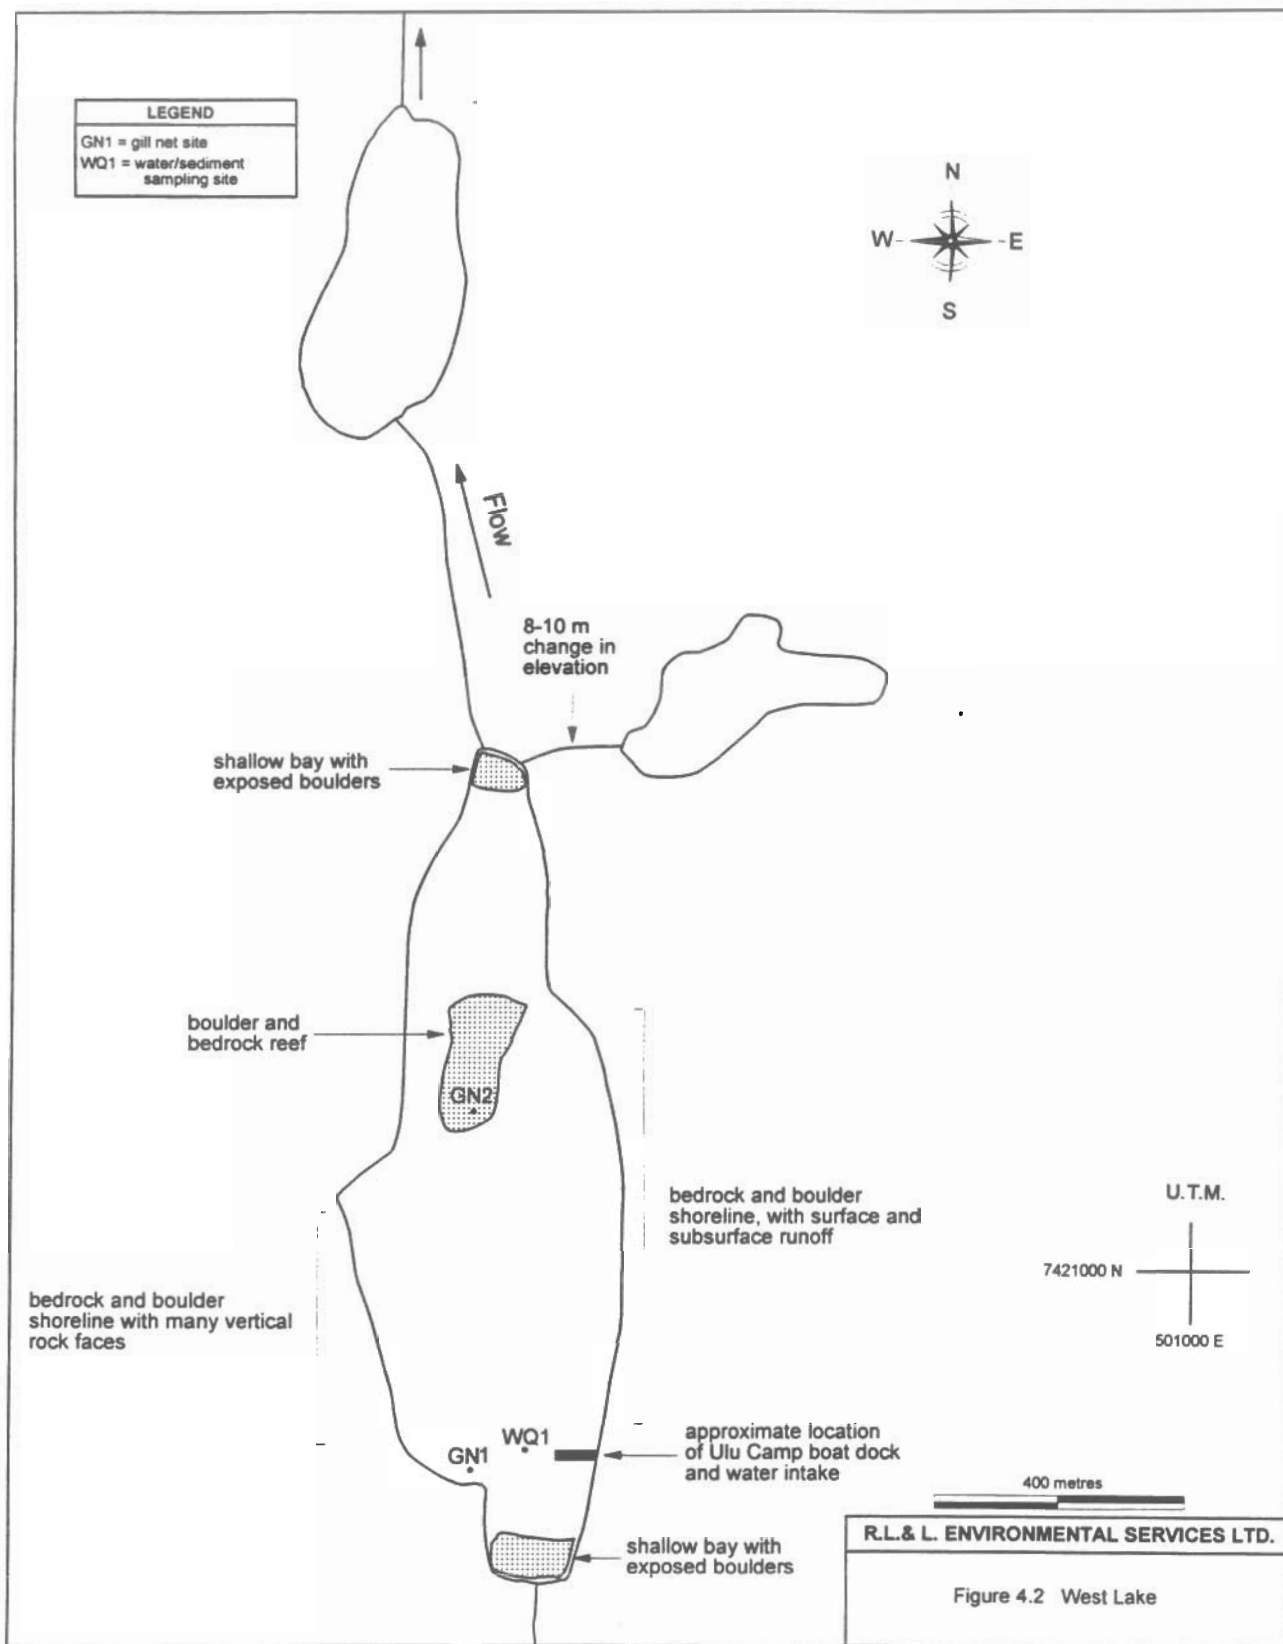 LEGEND
GN1 = gill net site
WQ1 = water/sediment
sampling site
N
W
E
S
Flow
8-10 m
change in
elevation
shallow bay with
exposed boulders
boulder and
bedrock reef
GN2
bedrock and boulder
shoreline, with surface and
subsurface runoff
U.T.M.
7421000 N
501000 E
bedrock and boulder
shoreline with many vertical
rock faces
WQ1
GN1
approximate location
of Ulu Camp boat dock
and water intake
400 metres
shallow bay with
exposed boulders
R.L.& L. ENVIRONMENTAL SERVICES LTD.
Figure 4.2 West Lake